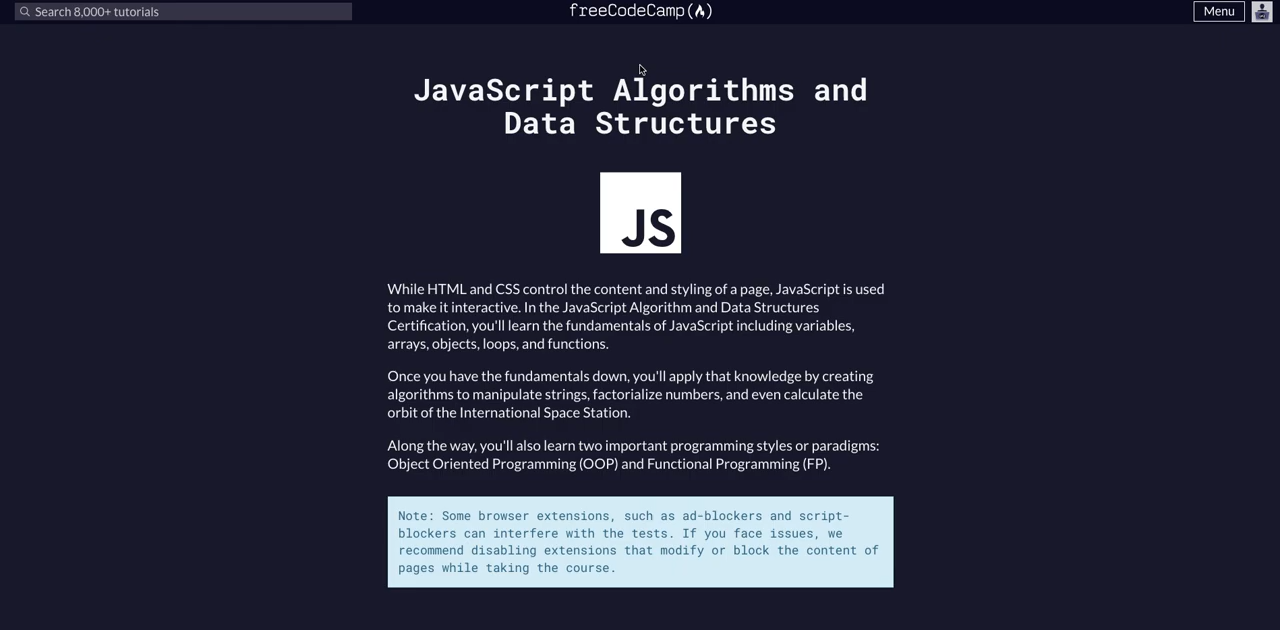 Search 8,000+ tutorials
freeCodeCamp
Menu
JavaScript Algorithms and
Data Structures
JS
While HTML and CSS control the content and styling of a page, JavaScript is used
to make it interactive. In the JavaScript Algorithm and Data Structures
Certification, you'll learn the fundamentals of JavaScript including variables,
arrays, objects, loops, and functions.
Once you have the fundamentals down, you'll apply that knowledge by creating
algorithms to manipulate strings, factorialize numbers, and even calculate the
orbit of the International Space Station.
Along the way, you'll also learn two important programming styles or paradigms:
Object Oriented Programming (OOP) and Functional Programming (FP).
Note: Some browser extensions, such as ad-blockers and script-
blockers can interfere with the tests. If you face issues, we
recommend disabling extensions that modify or block the content of
pages while taking the course.